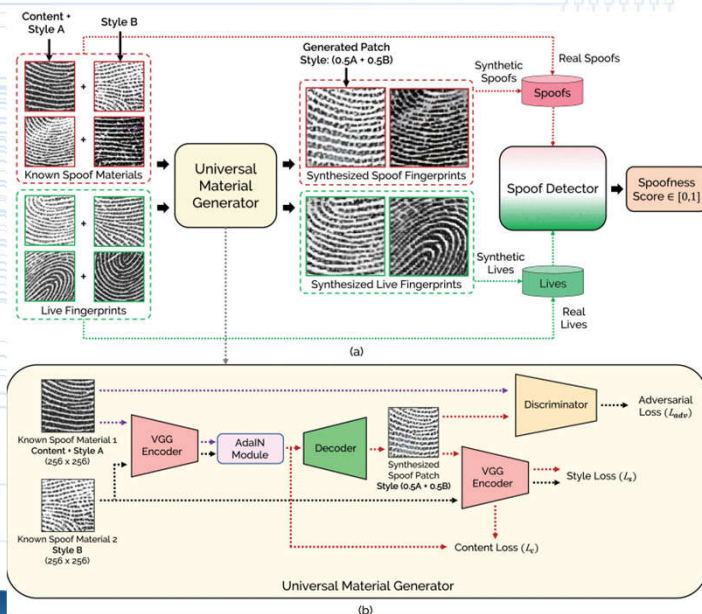 Content +
Style A
Style B
Generated Patch
Style: (0.5A + 0.5B)
Synthetic
Spoofs
Real Spoofs
Spoofs
+
+
Known Spoof Materials
Universal
Material
Generator
Synthesized Spoof Fingerprints
Spoof Detector
Spoofness
Score ∈ [0,1]
+
+
Live Fingerprints
Synthesized Live Fingerprints
Synthetic
Lives
Lives
Real
Lives
(a)
Known Spoof Material 1
Content + Style A
(256 x 256)
VGG
Encoder
AdaIN
Module
Decoder
Synthesized
Spoof Patch
Style (0.5A + 0.5B)
Discriminator
Adversarial
Loss (L_adv)
VGG
Encoder
Style Loss (L_s)
Known Spoof Material 2
Style B
(256 x 256)
Content Loss (L_c)
Universal Material Generator
(b)